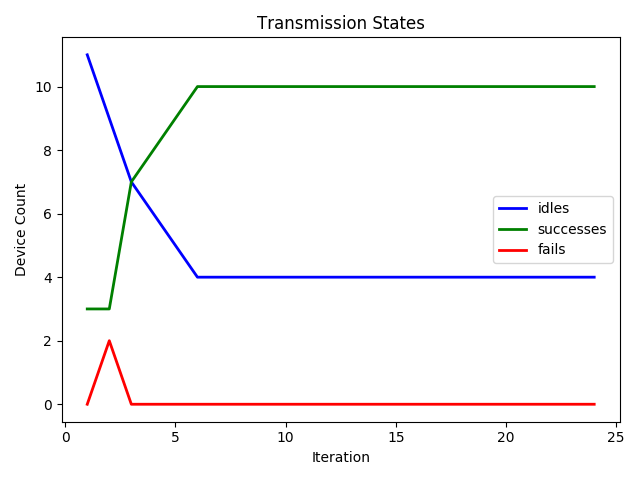 Transmission States
Device Count
10
8
6
4
2
0
idles
successes
fails
0 5 10 15 20 25
Iteration